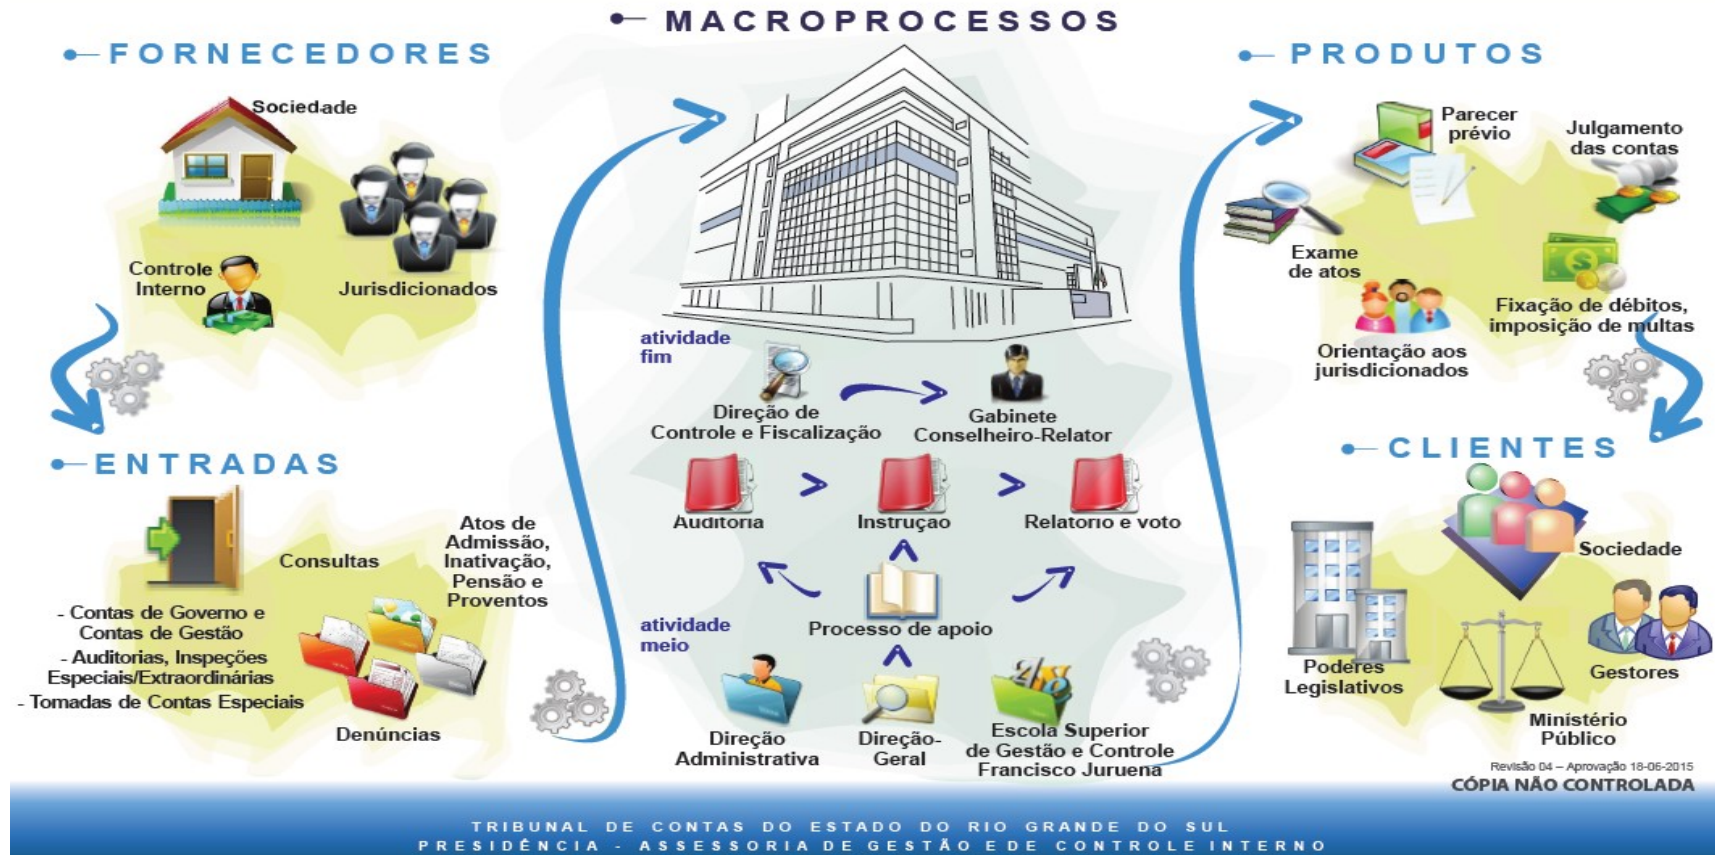 MACROPROCESSOS
FORNECEDORES
Sociedade
Controle
Interno
Jurisdicionados
ENTRADAS
Consultas
Atos de
Admissão,
Inativação,
Pensão e
Proventos
- Contas de Governo e
Contas de Gestão
- Auditorias, Inspeções
Especiais/Extraordinárias
- Tomadas de Contas Especiais
Denúncias
atividade
fim
Direção de
Controle e Fiscalização
Gabinete
Conselheiro-Relator
Auditoria
Instrução
Relatório e voto
Processo de apoio
atividade
meio
Direção
Administrativa
Direção-
Geral
Escola Superior
de Gestão e Controle
Francisco Juruena
PRODUTOS
Parecer
prévio
Julgamento
das contas
Exame
de atos
Fixação de débitos,
imposição de multas
Orientação aos
jurisdicionados
CLIENTES
Sociedade
Poderes
Legislativos
Gestores
Ministério
Público
Revisão 04 – Aprovação 18-06-2015
CÓPIA NÃO CONTROLADA
TRIBUNAL DE CONTAS DO ESTADO DO RIO GRANDE DO SUL
PRESIDÊNCIA - ASSESSORIA DE GESTÃO EDE CONTROLE INTERNO